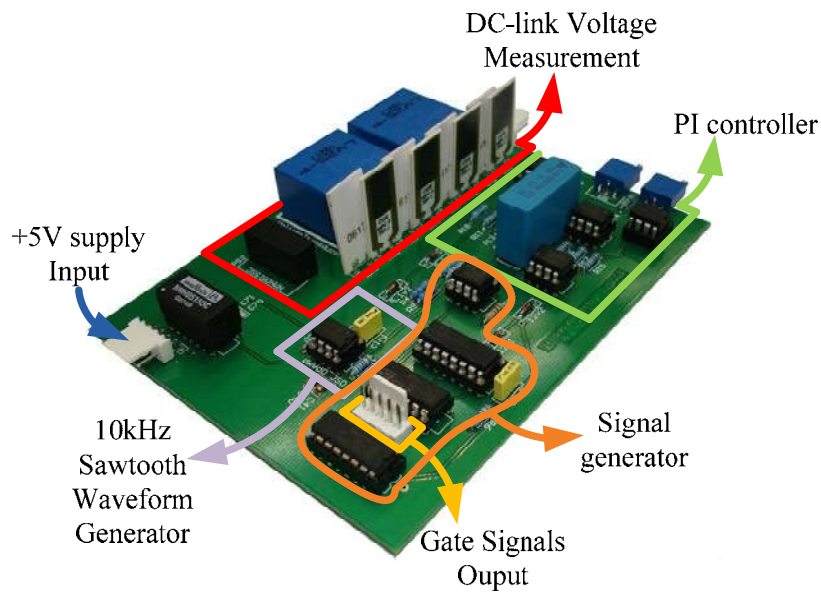 DC-link Voltage
Measurement
PI controller
+5V supply
Input
10kHz
Sawtooth
Waveform
Generator
Signal
generator
Gate Signals
Ouput